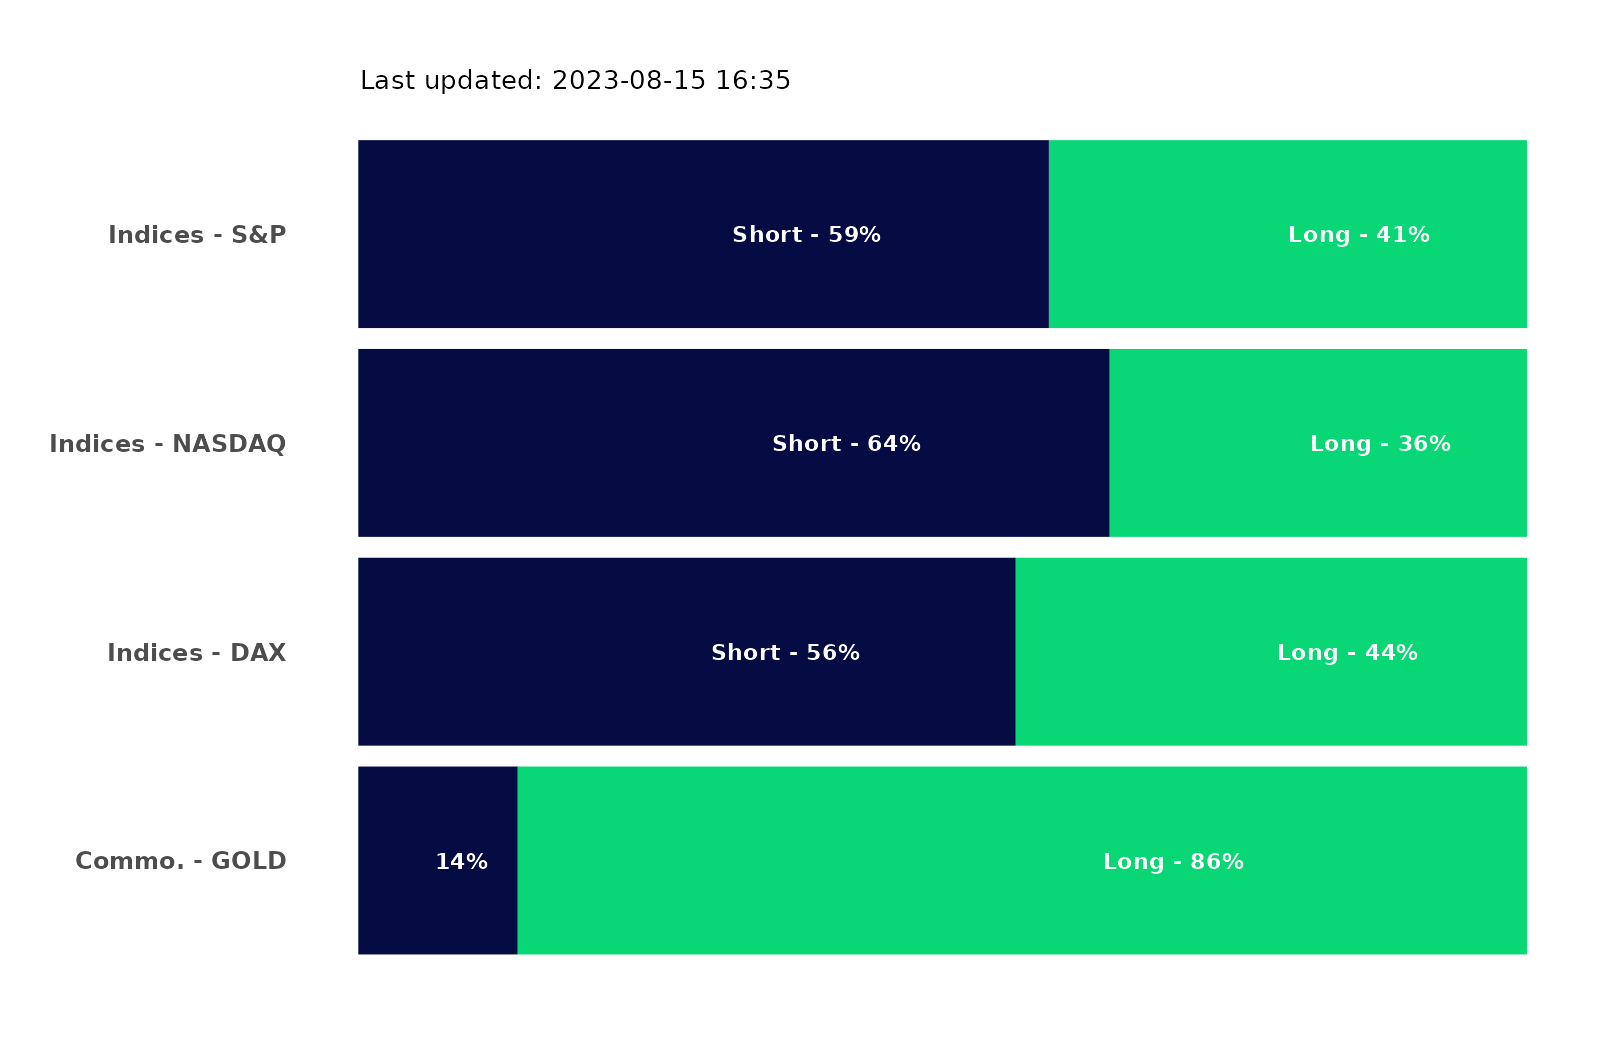 Last updated: 2023-08-15 16:35
Indices - S&P
Short - 59%
Long - 41%
Indices - NASDAQ
Short - 64%
Long - 36%
Indices - DAX
Short - 56%
Long - 44%
Commo. - GOLD
14%
Long - 86%